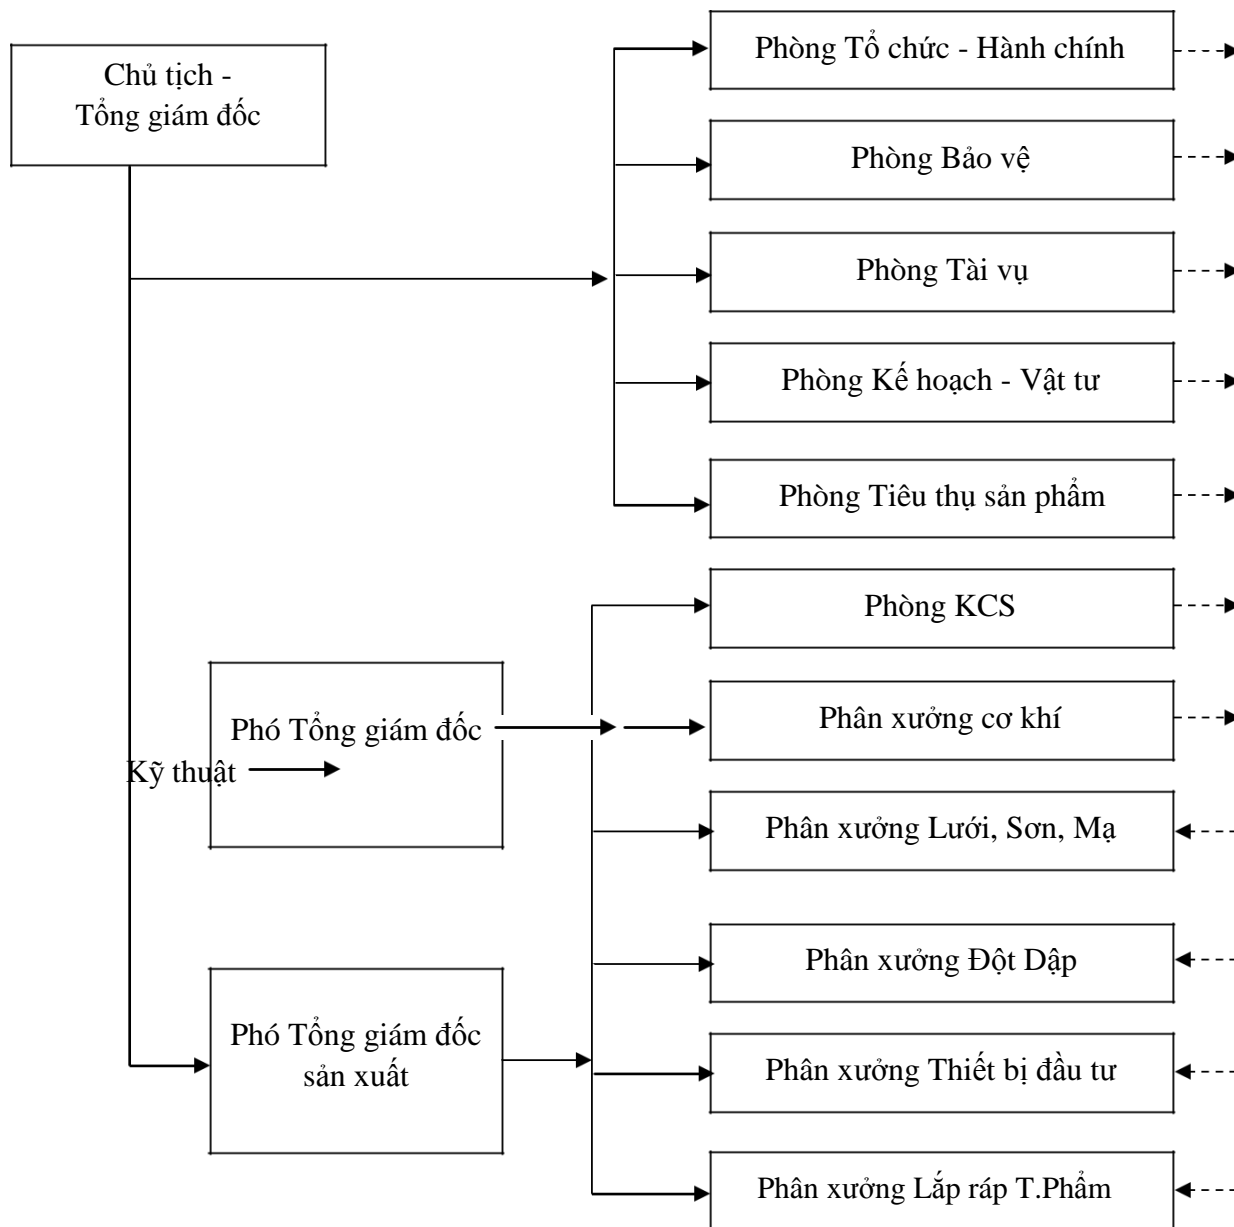 Chủ tịch -
Tổng giám đốc
Phòng Tổ chức - Hành chính
Phòng Bảo vệ
Phòng Tài vụ
Phòng Kế hoạch - Vật tư
Phòng Tiêu thụ sản phẩm
Phòng KCS
Phó Tổng giám đốc
Kỹ thuật
Phân xưởng cơ khí
Phân xưởng Lưới, Sơn, Mạ
Phân xưởng Đột Dập
Phó Tổng giám đốc
sản xuất
Phân xưởng Thiết bị đầu tư
Phân xưởng Lắp ráp T.Phẩm